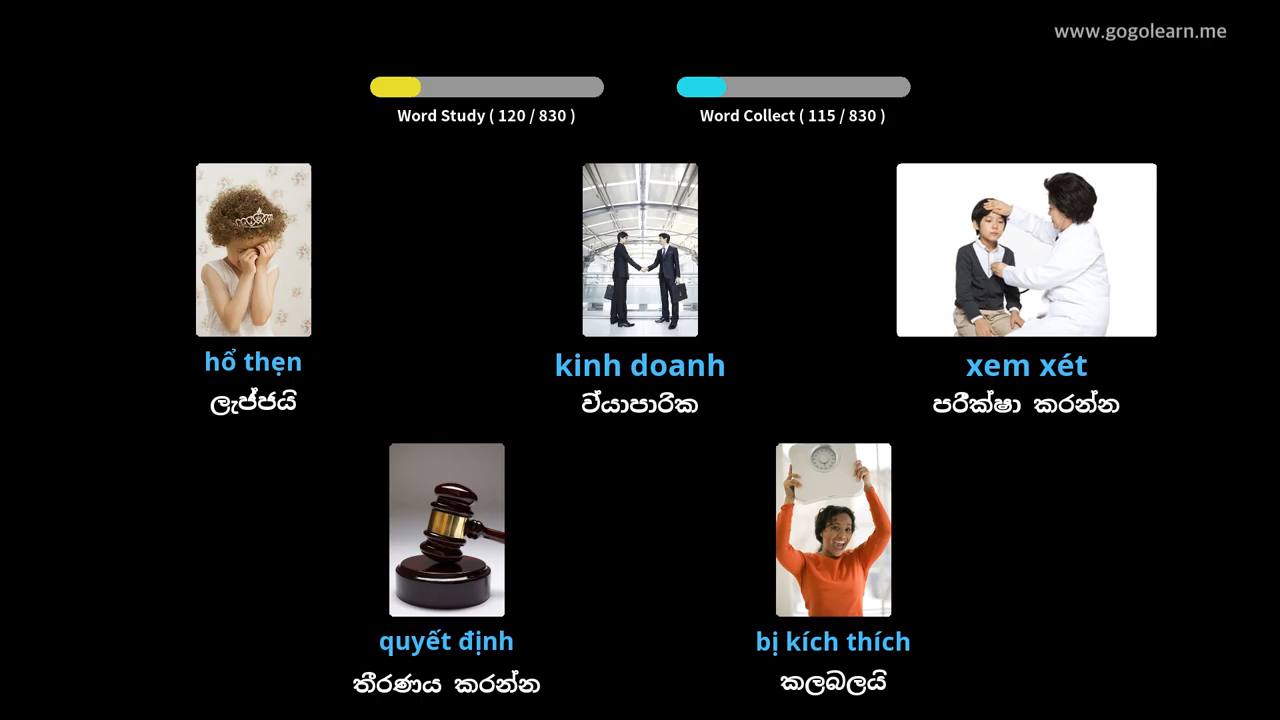 www.gogolearn.me
Word Study ( 120 / 830 )
Word Collect ( 115 / 830 )
hổ thẹn
ලැජ්ජයි
kinh doanh
ව්යාපාරික
xem xét
පරීක්ෂා කරන්න
quyết định
තීරණය කරන්න
bị kích thích
කලබලයි